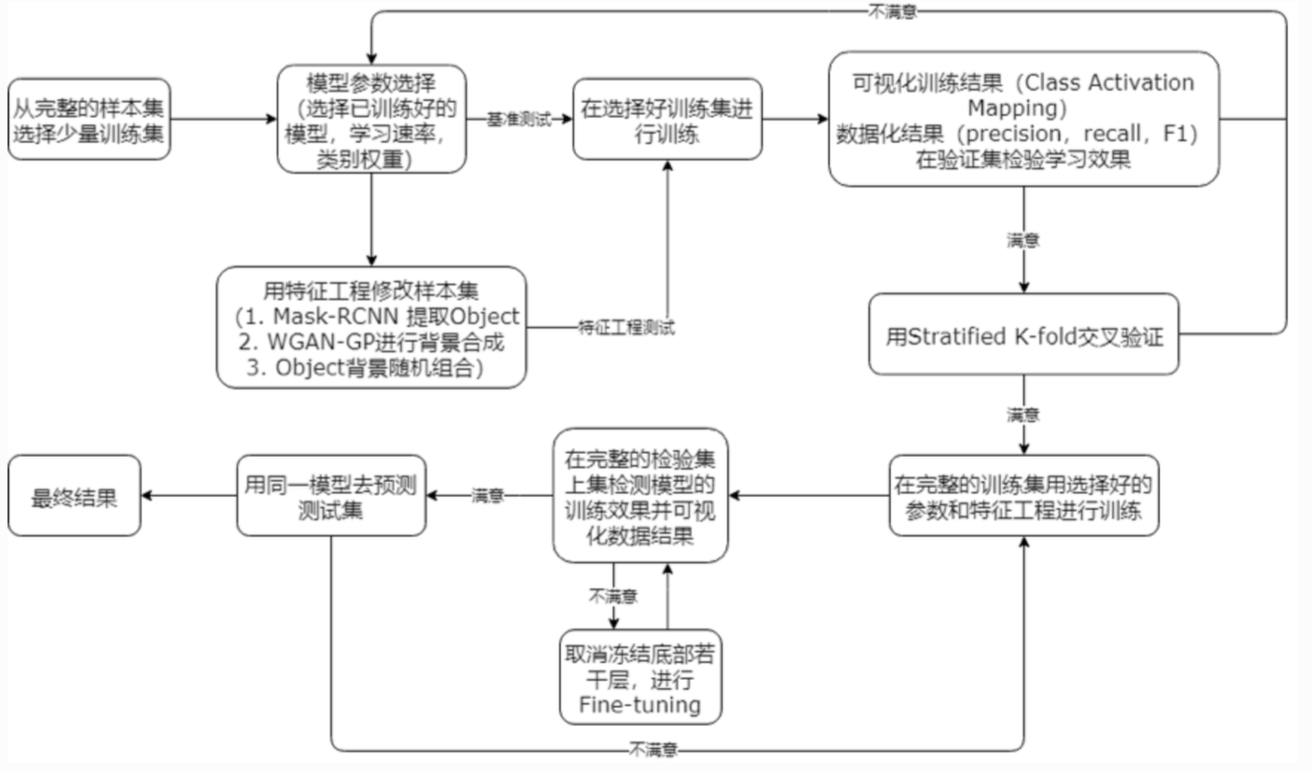 不满意
从完整的样本集
选择少量训练集
模型参数选择
（选择已训练好的
模型，学习速率，
类别权重）
基准测试
在选择好训练集进
行训练
可视化训练结果（Class Activation
Mapping）
数据化结果（precision，recall，F1）
在验证集检验学习效果
满意
用特征工程修改样本集
（1. Mask-RCNN 提取Object
2. WGAN-GP进行背景合成
3. Object背景随机组合）
特征工程测试
用Stratified K-fold交叉验证
满意
在完整的训练集用选择好的
参数和特征工程进行训练
在完整的检验集
上集检测模型的
训练效果并可视
化数据结果
满意
用同一模型去预测
测试集
最终结果
不满意
取消冻结底部若
干层，进行
Fine-tuning
不满意